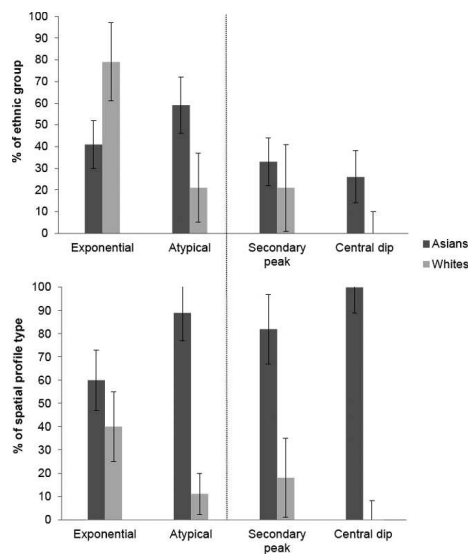 % of ethnic group
100
90
80
70
60
50
40
30
20
10
0
Exponential
Atypical
Secondary
peak
Central dip
Asians
Whites
% of spatial profile type
100
90
80
70
60
50
40
30
20
10
0
Exponential
Atypical
Secondary
peak
Central dip